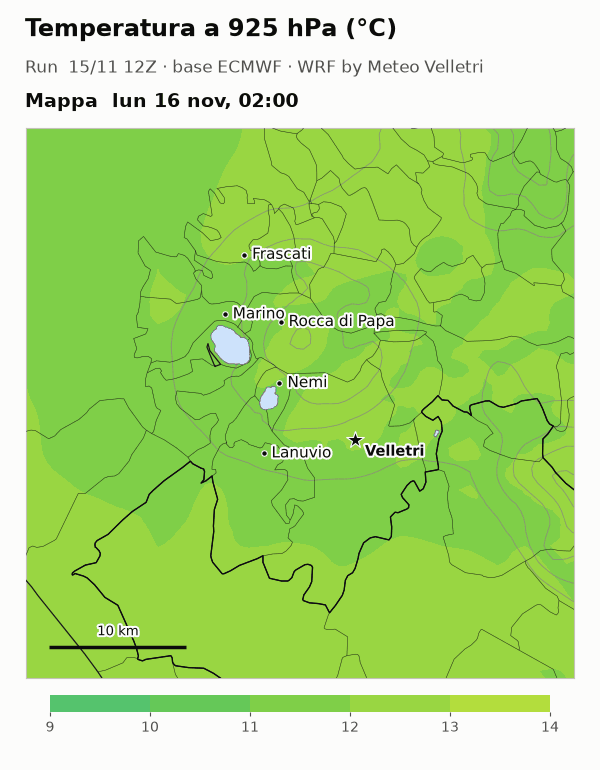 Temperatura a 925 hPa (°C)
Run  15/11 12Z · base ECMWF · WRF by Meteo Velletri
Mappa  lun 16 nov, 02:00
Frascati
Marino
Rocca di Papa
Nemi
Velletri
Lanuvio
10 km
9 10 11 12 13 14